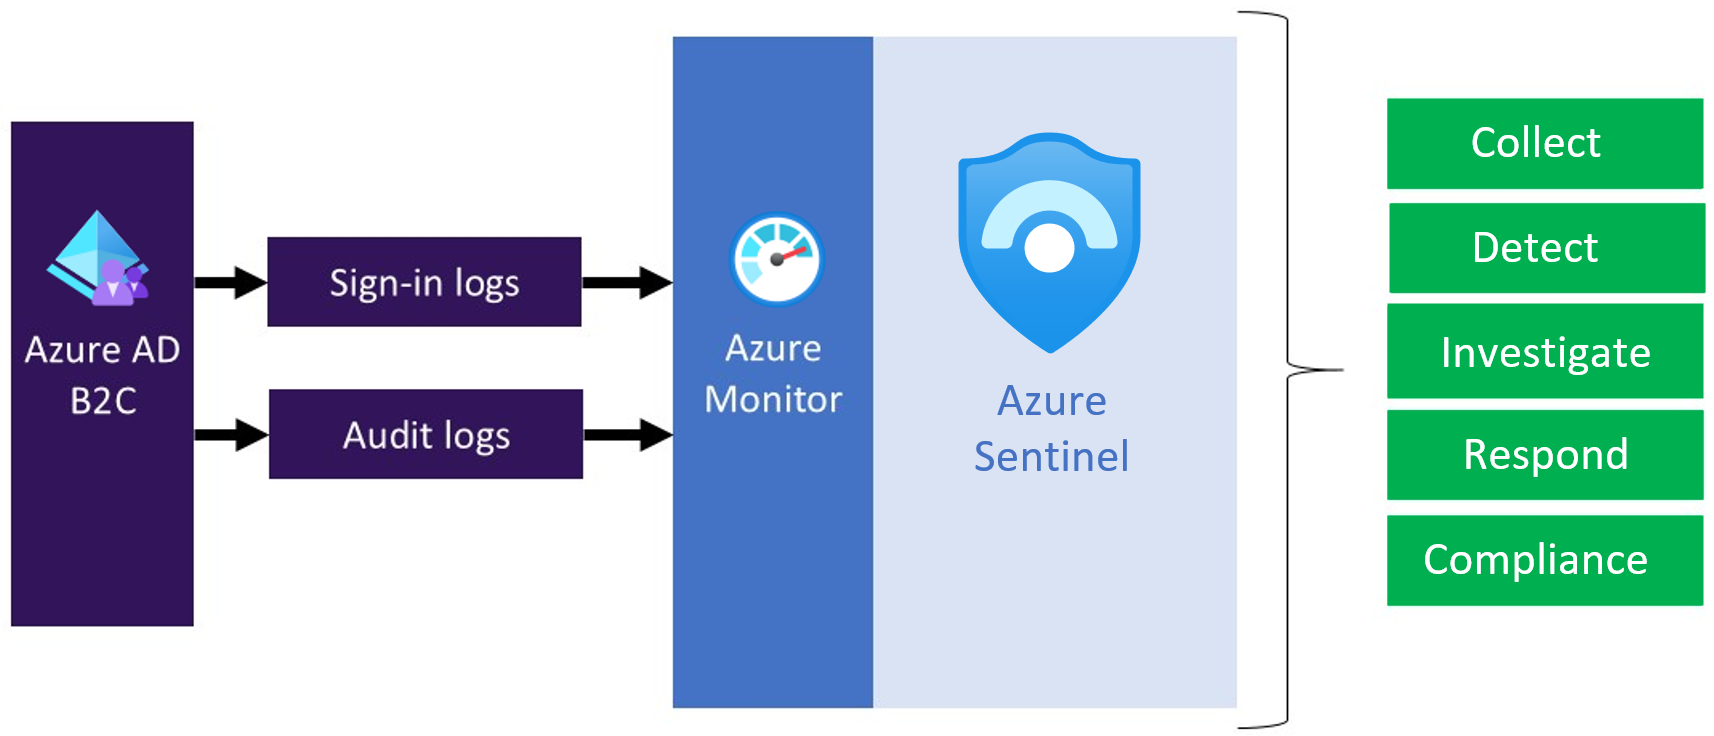 Azure AD
B2C
Sign-in logs
Audit logs
Azure
Monitor
Azure
Sentinel
Collect
Detect
Investigate
Respond
Compliance